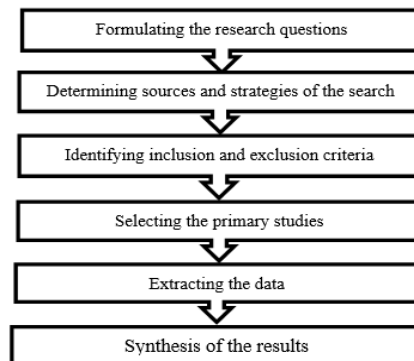 Formulating the research questions
Determining sources and strategies of the search
Identifying inclusion and exclusion criteria
Selecting the primary studies
Extracting the data
Synthesis of the results